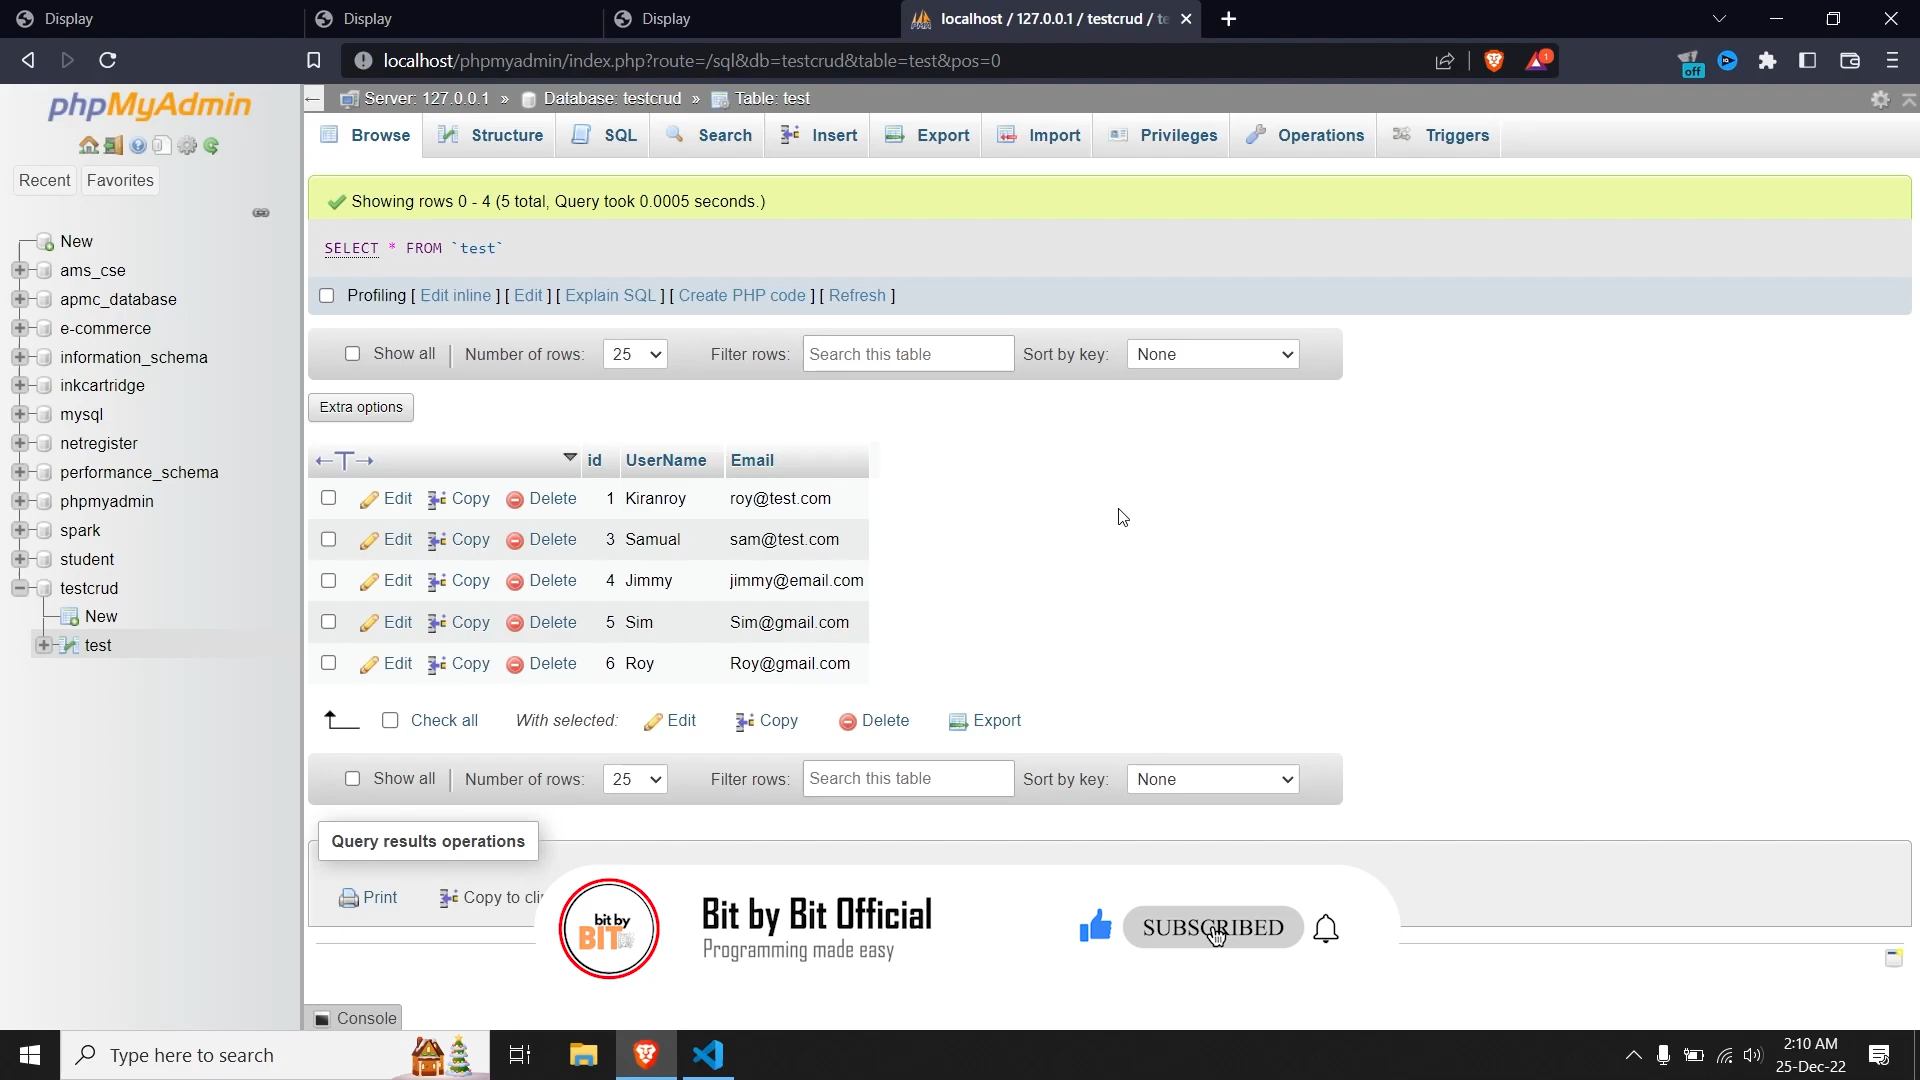 Display
Display
Display
localhost / 127.0.0.1 / testcrud / te
localhost/phpmyadmin/index.php?route=/sql&db=testcrud&table=test&pos=0
1
off
phpMyAdmin
Recent
Favorites
New
ams_cse
apmc_database
e-commerce
information_schema
inkcartridge
mysql
netregister
performance_schema
phpmyadmin
spark
student
testcrud
New
test
Server: 127.0.0.1 » Database: testcrud » Table: test
Browse
Structure
SQL
Search
Insert
Export
Import
Privileges
Operations
Triggers
Showing rows 0 - 4 (5 total, Query took 0.0005 seconds.)
SELECT * FROM `test`
Profiling [ Edit inline ] [ Edit ] [ Explain SQL ] [ Create PHP code ] [ Refresh ]
Show all | Number of rows: 25 Filter rows: Search this table Sort by key: None
Extra options
id UserName Email
Edit Copy Delete 1 Kiranroy roy@test.com
Edit Copy Delete 3 Samual sam@test.com
Edit Copy Delete 4 Jimmy jimmy@email.com
Edit Copy Delete 5 Sim Sim@gmail.com
Edit Copy Delete 6 Roy Roy@gmail.com
Check all With selected: Edit Copy Delete Export
Show all | Number of rows: 25 Filter rows: Search this table Sort by key: None
Query results operations
Print Copy to cli
bit by
BIT
Bit by Bit Official
Programming made easy
SUBSCRIBED
Console
Type here to search
2:10 AM
25-Dec-22